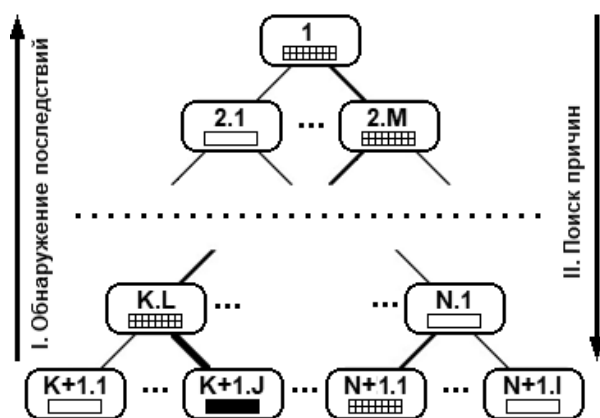 1
2.1 ... 2.M
I. Обнаружение последствий
II. Поиск причин
K.L ... ... N.1
K+1.1 ... K+1.J ... N+1.1 ... N+1.I